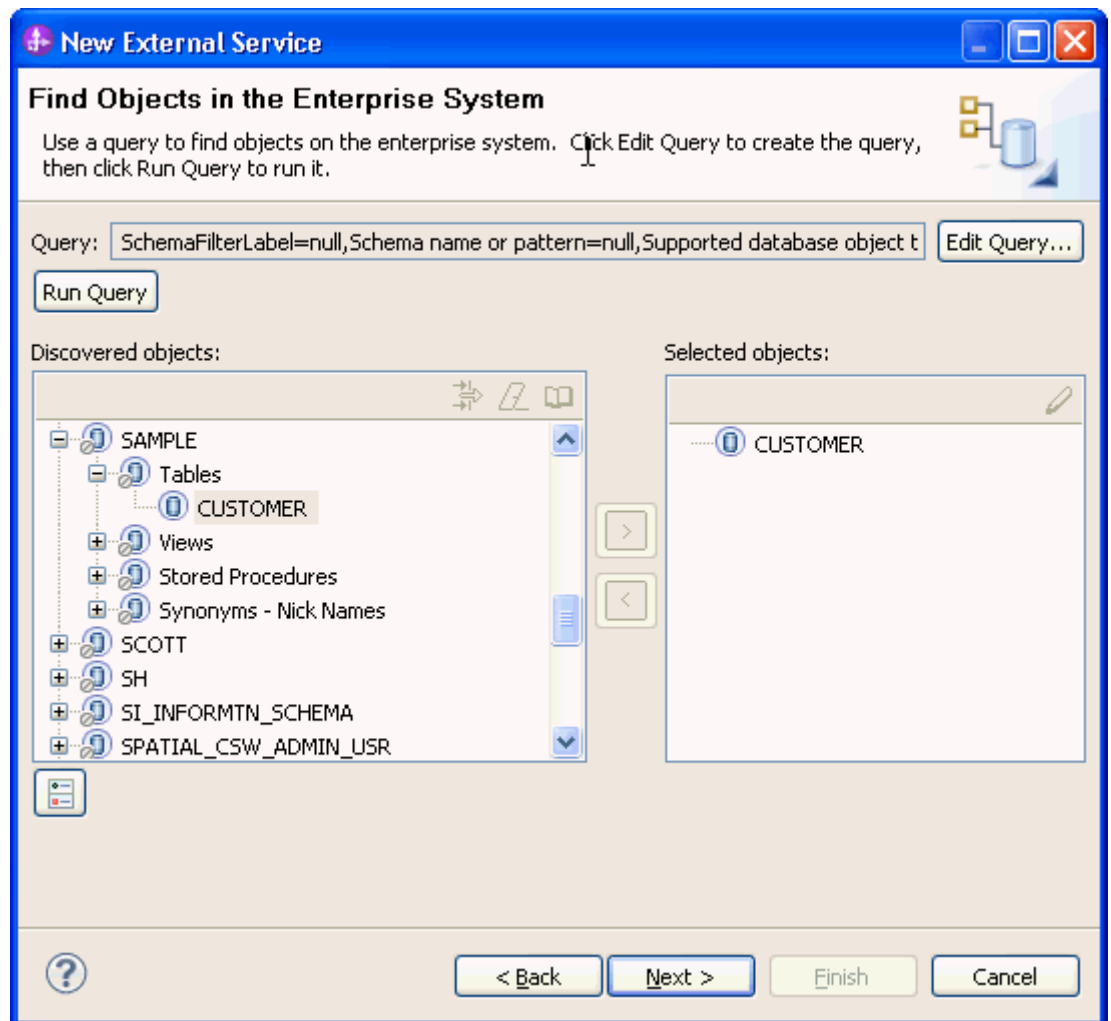 New External Service
Find Objects in the Enterprise System
Use a query to find objects on the enterprise system. Click Edit Query to create the query,
then click Run Query to run it.
Query: SchemaFilterLabel=null,Schema name or pattern=null,Supported database object t Edit Query...
Run Query
Discovered objects:
SAMPLE
Tables
CUSTOMER
Views
Stored Procedures
Synonyms - Nick Names
SCOTT
SH
SI_INFORMTN_SCHEMA
SPATIAL_CSW_ADMIN_USR
>
<
Selected objects:
CUSTOMER
? < Back Next > Finish Cancel